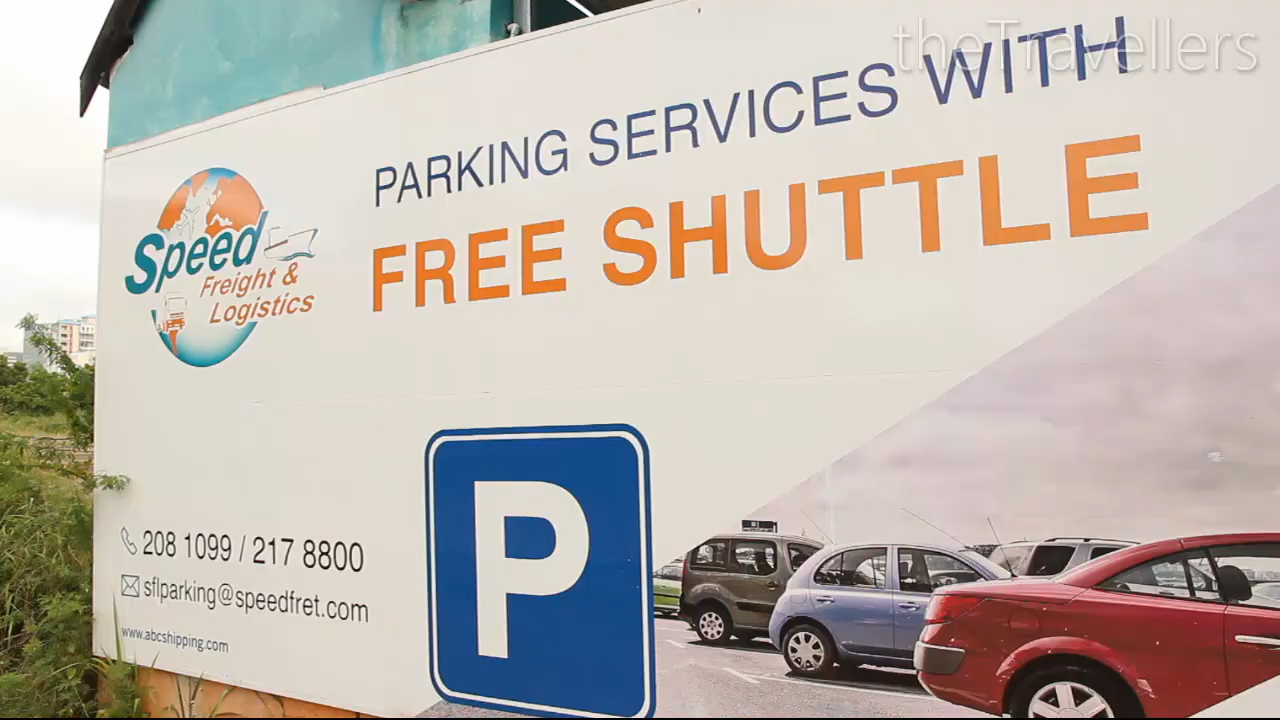 theTravellers
PARKING SERVICES WITH
FREE SHUTTLE
Speed
Freight &
Logistics
P
208 1099 / 217 8800
sflparking@speedfret.com
www.abcshipping.com